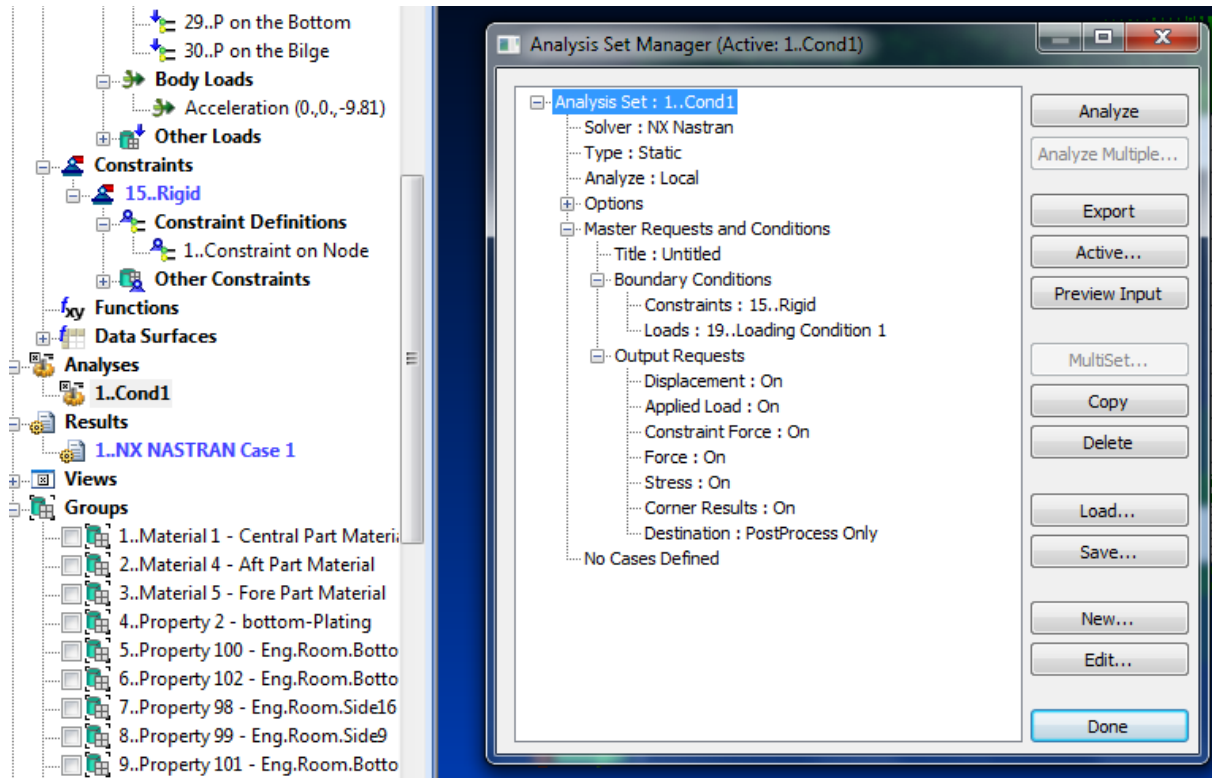 29..P on the Bottom
30..P on the Bilge
Body Loads
Acceleration (0.,0.,-9.81)
Other Loads
Constraints
15..Rigid
Constraint Definitions
1..Constraint on Node
Other Constraints
fxy Functions
Data Surfaces
Analyses
1..Cond1
Results
1..NX NASTRAN Case 1
Views
Groups
1..Material 1 - Central Part Materi
2..Material 4 - Aft Part Material
3..Material 5 - Fore Part Material
4..Property 2 - bottom-Plating
5..Property 100 - Eng.Room.Botto
6..Property 102 - Eng.Room.Botto
7..Property 98 - Eng.Room.Side16
8..Property 99 - Eng.Room.Side9
9..Property 101 - Eng.Room.Botto
Analysis Set Manager (Active: 1..Cond1)
Analysis Set : 1..Cond1
Solver : NX Nastran
Type : Static
Analyze : Local
Options
Master Requests and Conditions
Title : Untitled
Boundary Conditions
Constraints : 15..Rigid
Loads : 19..Loading Condition 1
Output Requests
Displacement : On
Applied Load : On
Constraint Force : On
Force : On
Stress : On
Corner Results : On
Destination : PostProcess Only
No Cases Defined
Analyze
Analyze Multiple...
Export
Active...
Preview Input
MultiSet...
Copy
Delete
Load...
Save...
New...
Edit...
Done